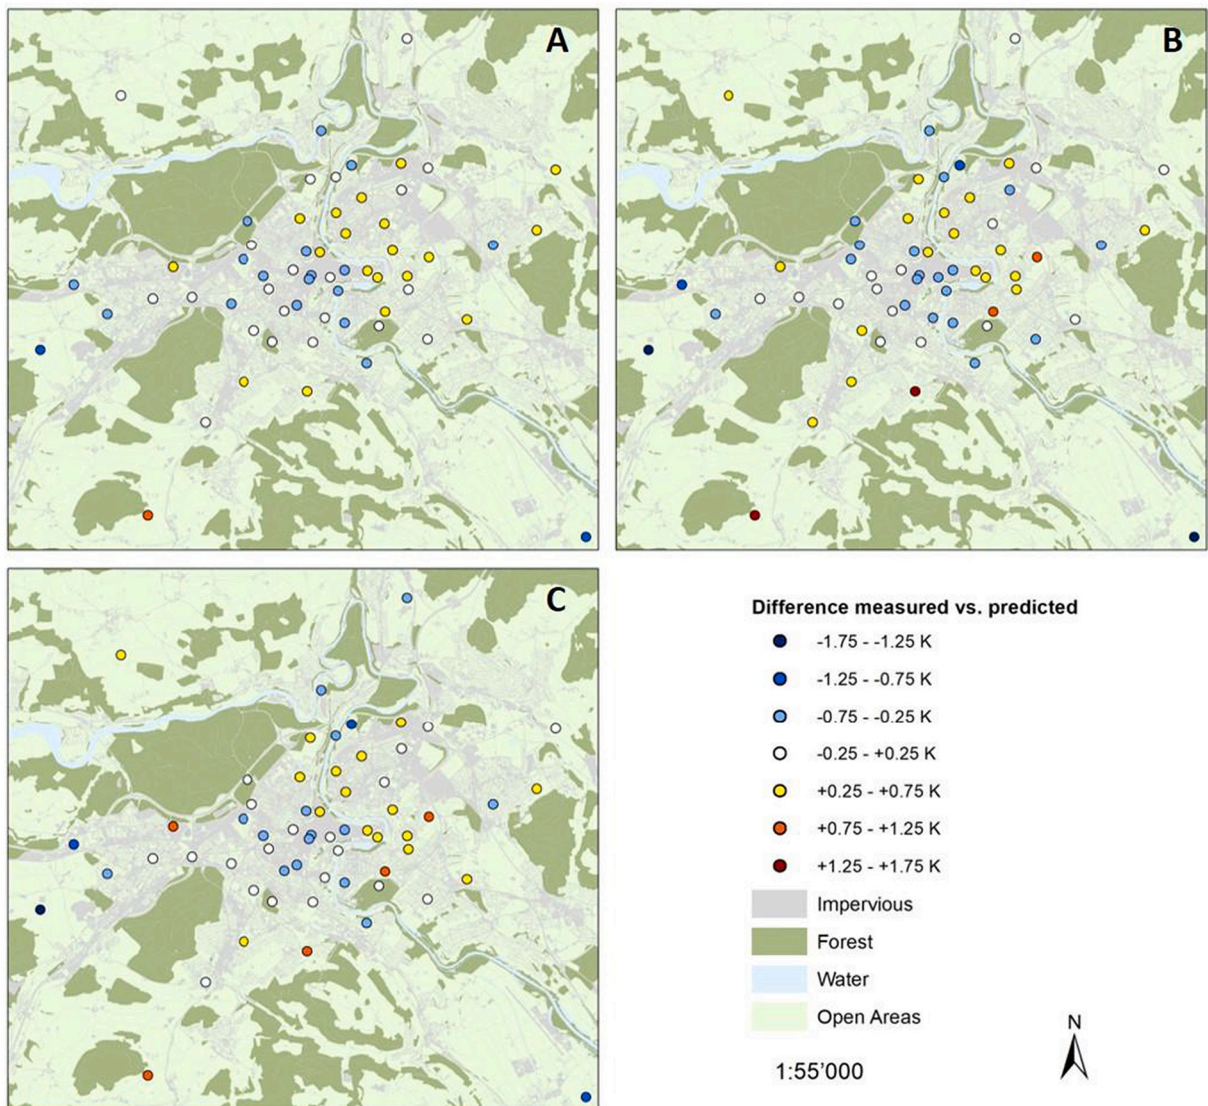 A
B
C
Difference measured vs. predicted
-1.75 - -1.25 K
-1.25 - -0.75 K
-0.75 - -0.25 K
-0.25 - +0.25 K
+0.25 - +0.75 K
+0.75 - +1.25 K
+1.25 - +1.75 K
Impervious
Forest
Water
Open Areas
N
1:55'000